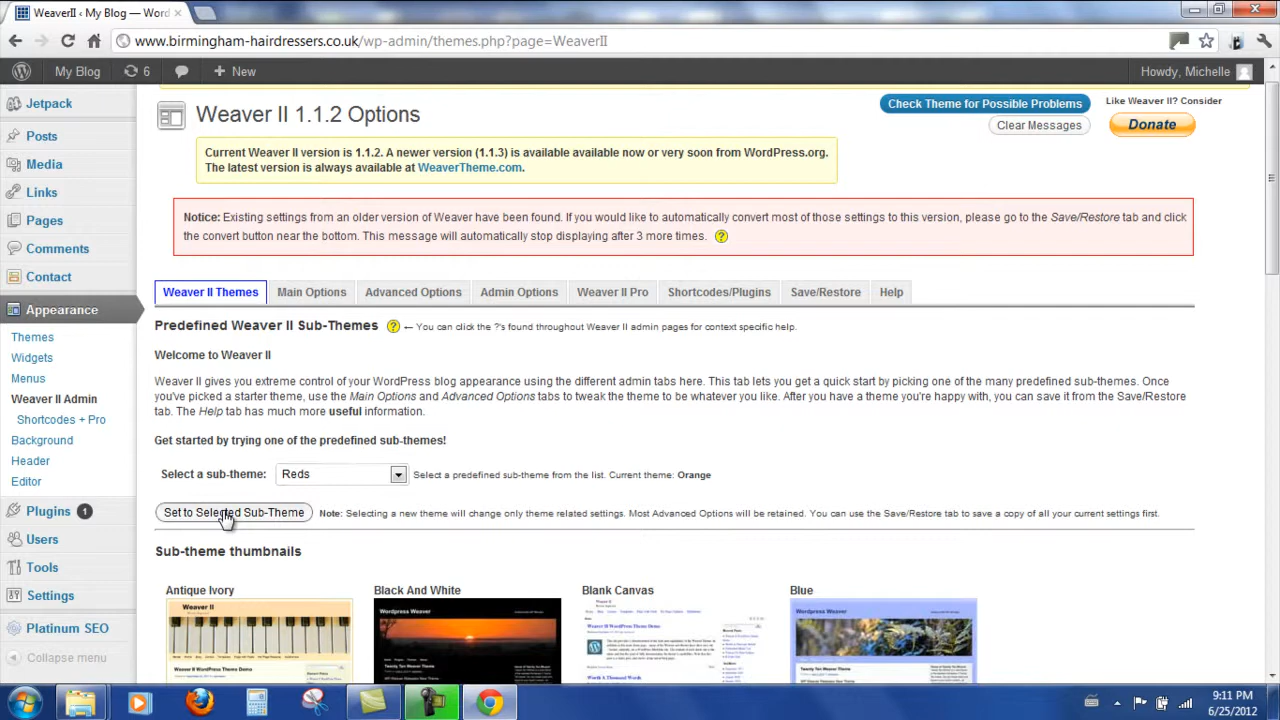 WeaverII ‹ My Blog — Word
www.birmingham-hairdressers.co.uk/wp-admin/themes.php?page=WeaverII
My Blog 6 New Howdy, Michelle
Jetpack
Posts
Media
Links
Pages
Comments
Contact
Appearance
Themes
Widgets
Menus
Weaver II Admin
Shortcodes + Pro
Background
Header
Editor
Plugins 1
Users
Tools
Settings
Platinum SEO
Weaver II 1.1.2 Options
Check Theme for Possible Problems
Clear Messages
Like Weaver II? Consider
Donate
Current Weaver II version is 1.1.2. A newer version (1.1.3) is available available now or very soon from WordPress.org.
The latest version is always available at WeaverTheme.com.
Notice: Existing settings from an older version of Weaver have been found. If you would like to automatically convert most of those settings to this version, please go to the Save/Restore tab and click
the convert button near the bottom. This message will automatically stop displaying after 3 more times. ?
Weaver II Themes Main Options Advanced Options Admin Options Weaver II Pro Shortcodes/Plugins Save/Restore Help
Predefined Weaver II Sub-Themes ? ← You can click the ?'s found throughout Weaver II admin pages for context specific help.
Welcome to Weaver II
Weaver II gives you extreme control of your WordPress blog appearance using the different admin tabs here. This tab lets you get a quick start by picking one of the many predefined sub-themes. Once
you've picked a starter theme, use the Main Options and Advanced Options tabs to tweak the theme to be whatever you like. After you have a theme you're happy with, you can save it from the Save/Restore
tab. The Help tab has much more useful information.
Get started by trying one of the predefined sub-themes!
Select a sub-theme: Reds Select a predefined sub-theme from the list. Current theme: Orange
Set to Selected Sub-Theme Note: Selecting a new theme will change only theme related settings. Most Advanced Options will be retained. You can use the Save/Restore tab to save a copy of all your current settings first.
Sub-theme thumbnails
Antique Ivory Black And White Blank Canvas Blue
Weaver II
Wordpress Weaver
Weaver II WordPress Theme Demo
Wordpress Weaver
9:11 PM
6/25/2012